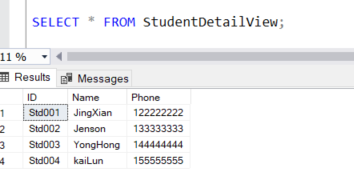 SELECT * FROM StudentDetailView;
11 %
Results Messages
ID Name Phone
1 Std001 JingXian 122222222
2 Std002 Jenson 133333333
3 Std003 YongHong 144444444
4 Std004 kaiLun 155555555